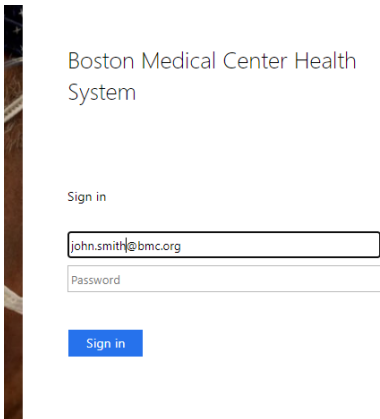 Boston Medical Center Health
System
Sign in
john.smith@bmc.org
Password
Sign in